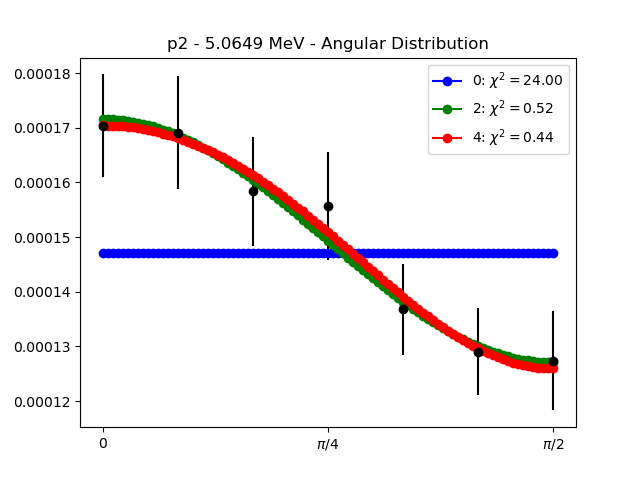 p2 - 5.0649 MeV - Angular Distribution
0.00018
0.00017
0.00016
0.00015
0.00014
0.00013
0.00012
0: χ² = 24.00
2: χ² = 0.52
4: χ² = 0.44
0
π/4
π/2